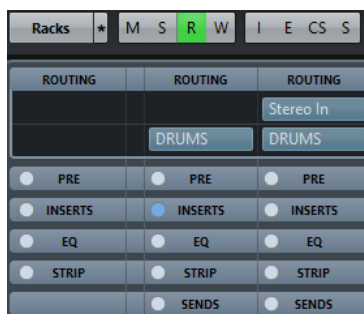 Racks * M S R W I E CS S
ROUTING ROUTING ROUTING
Stereo In
DRUMS DRUMS
PRE PRE PRE
INSERTS INSERTS INSERTS
EQ EQ EQ
STRIP STRIP STRIP
SENDS SENDS